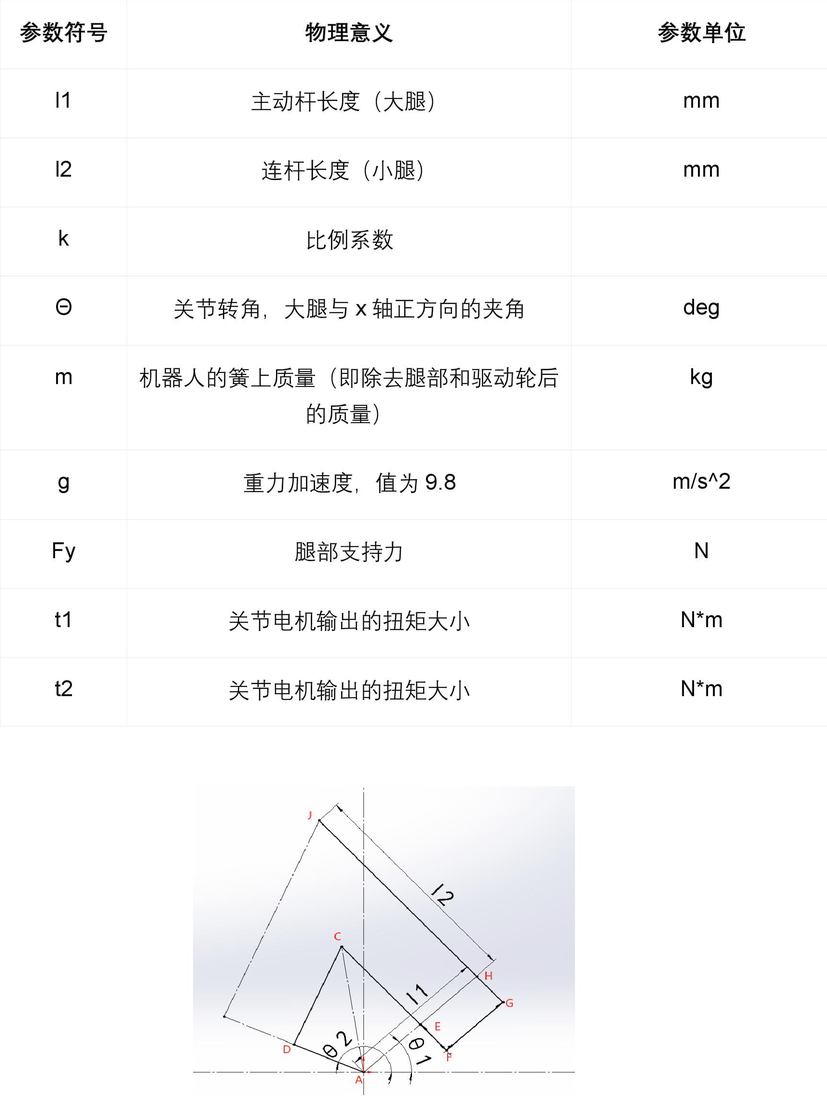 参数符号 物理意义 参数单位
l1 主动杆长度（大腿） mm
l2 连杆长度（小腿） mm
k 比例系数
Θ 关节转角，大腿与 x 轴正方向的夹角 deg
m 机器人的簧上质量（即除去腿部和驱动轮后 kg
的质量）
g 重力加速度，值为 9.8 m/s^2
Fy 腿部支持力 N
t1 关节电机输出的扭矩大小 N*m
t2 关节电机输出的扭矩大小 N*m
J
l2
C
H
l1
G
E
θ2
θ1
D
F
A